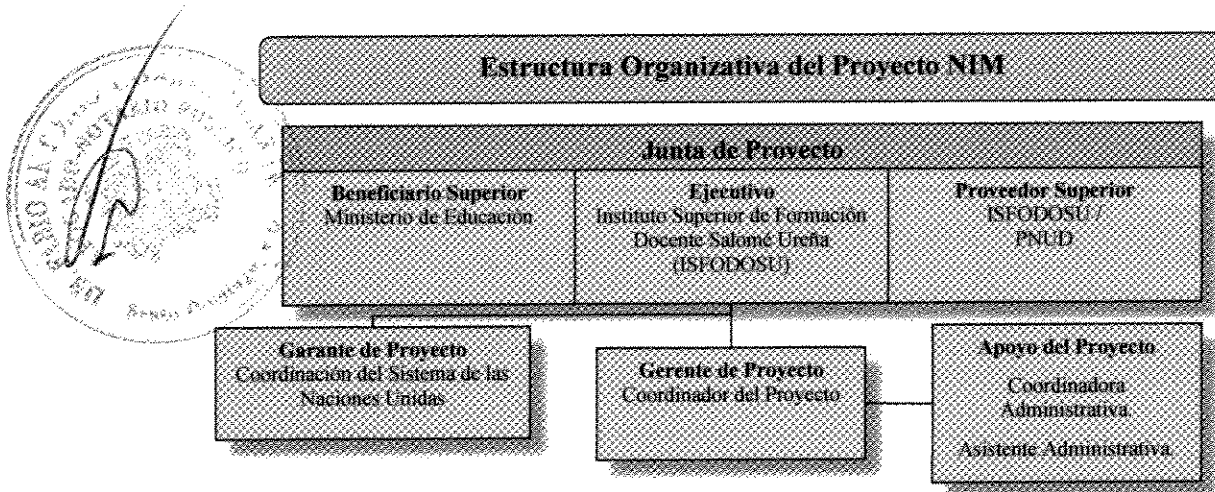 Estructura Organizativa del Proyecto NIM
Junta de Proyecto
Beneficiario Superior
Ministerio de Educación
Ejecutivo
Instituto Superior de Formación
Docente Salomé Ureña
(ISFODOSU)
Proveedor Superior
ISFODOSU /
PNUD
Garante de Proyecto
Coordinación del Sistema de las
Naciones Unidas
Gerente de Proyecto
Coordinador del Proyecto
Apoyo del Proyecto
Coordinadora
Administrativa.
Asistente Administrativa.